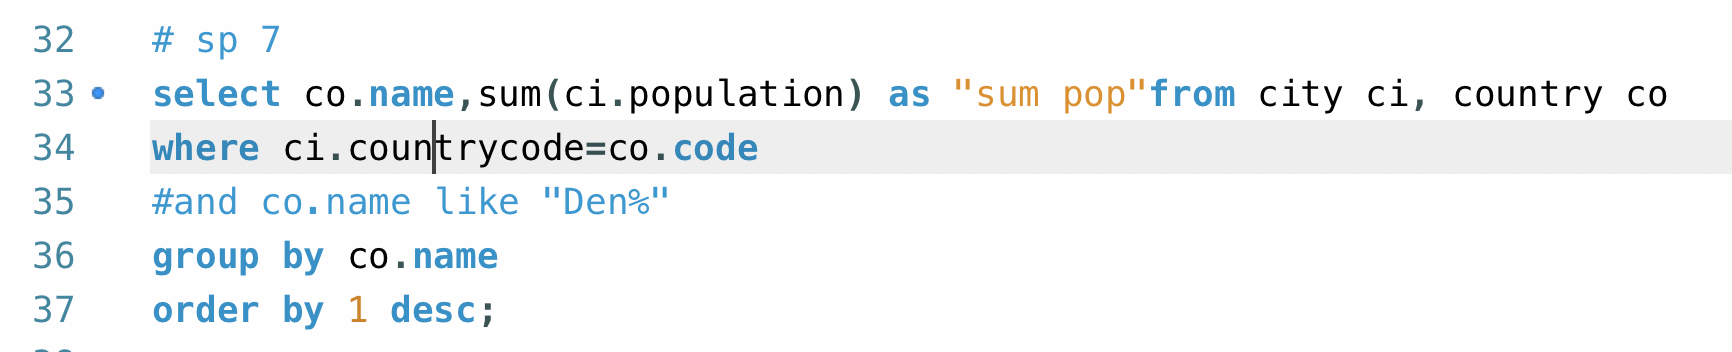 32 # sp 7
33 select co.name,sum(ci.population) as "sum pop"from city ci, country co
34 where ci.countrycode=co.code
35 #and co.name like "Den%"
36 group by co.name
37 order by 1 desc;